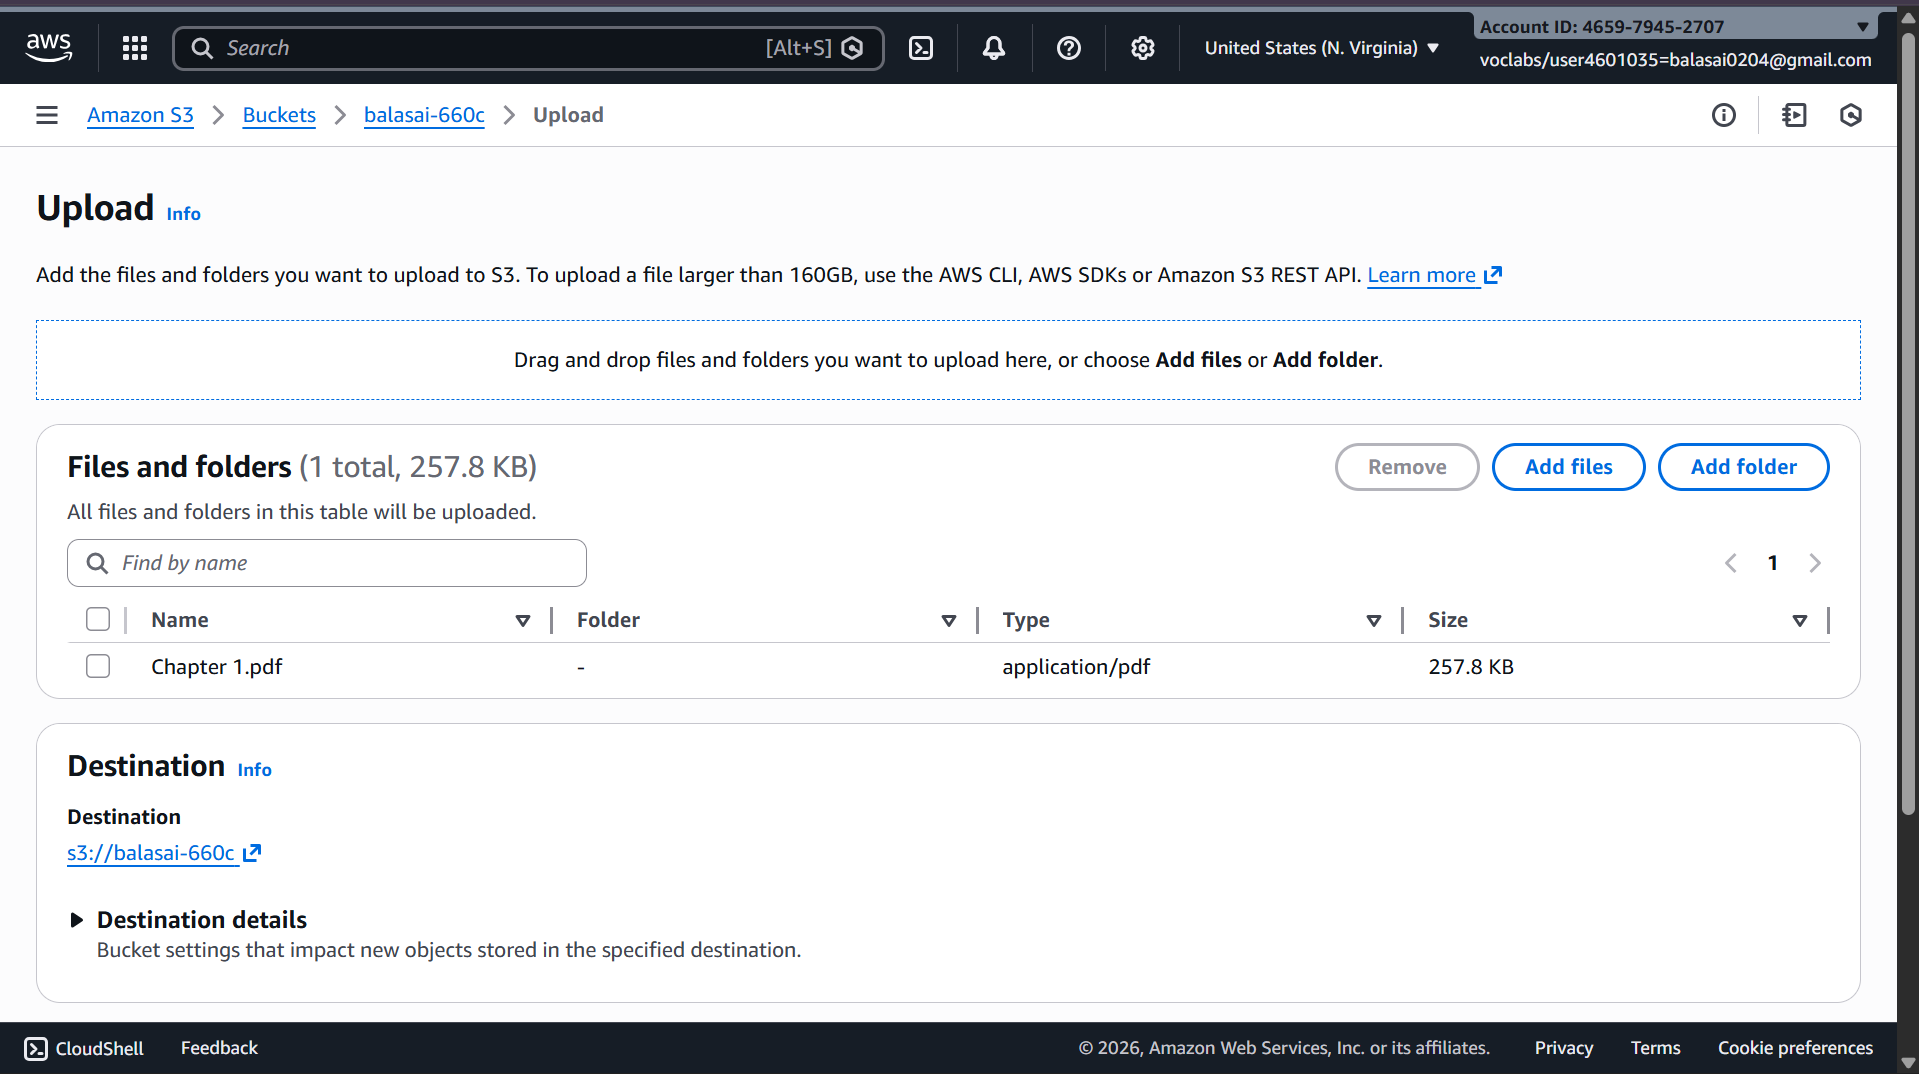 aws
Search [Alt+S]
United States (N. Virginia)
Account ID: 4659-7945-2707
voclabs/user4601035=balasai0204@gmail.com
Amazon S3 > Buckets > balasai-660c > Upload
Upload Info
Add the files and folders you want to upload to S3. To upload a file larger than 160GB, use the AWS CLI, AWS SDKs or Amazon S3 REST API. Learn more
Drag and drop files and folders you want to upload here, or choose Add files or Add folder.
Files and folders (1 total, 257.8 KB)
Remove Add files Add folder
All files and folders in this table will be uploaded.
Find by name
1
Name Folder Type Size
Chapter 1.pdf - application/pdf 257.8 KB
Destination Info
Destination
s3://balasai-660c
Destination details
Bucket settings that impact new objects stored in the specified destination.
CloudShell Feedback © 2026, Amazon Web Services, Inc. or its affiliates. Privacy Terms Cookie preferences